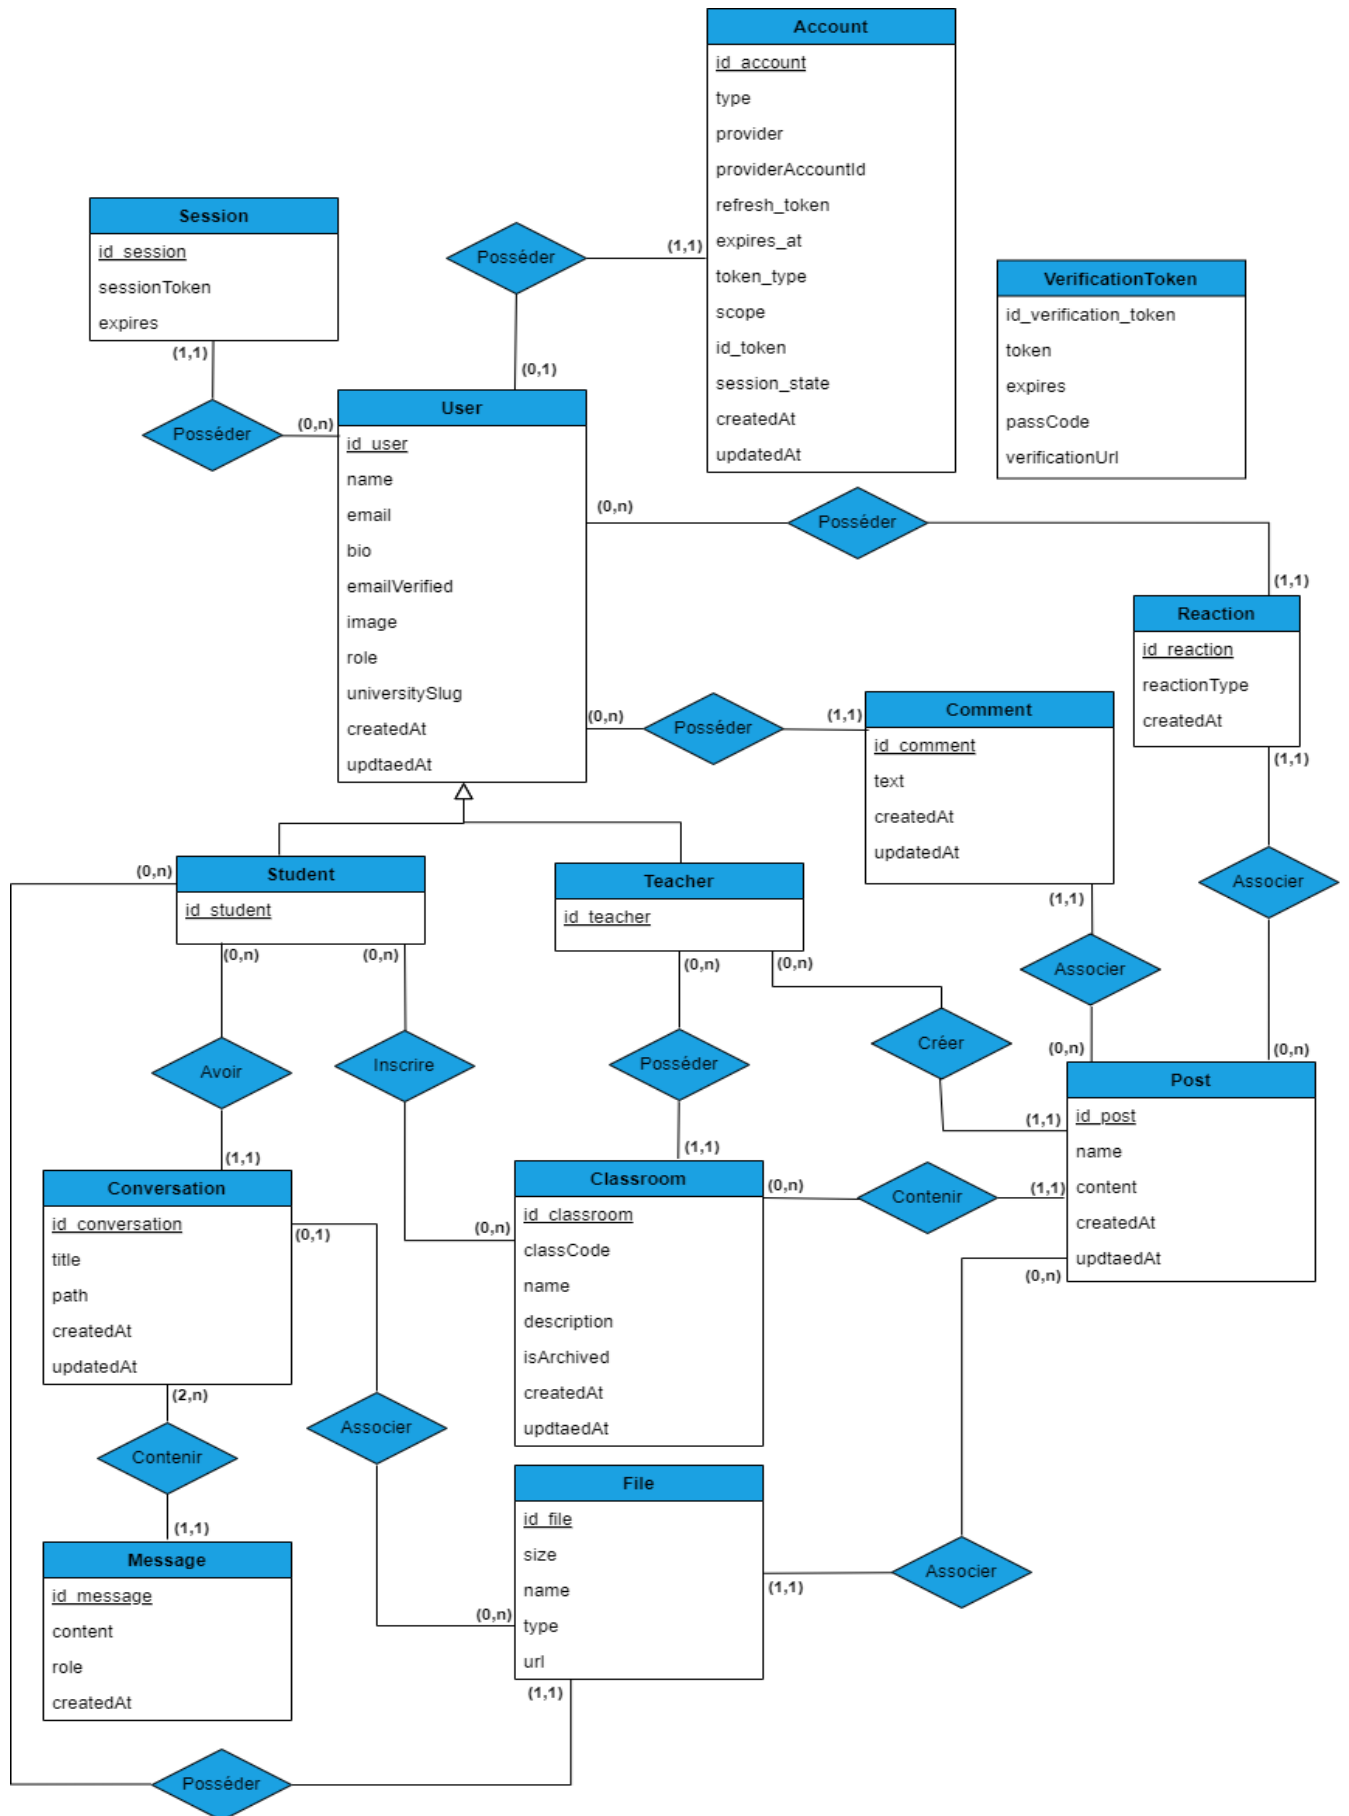 Account
id_account
type
provider
providerAccountId
refresh_token
expires_at
token_type
scope
id_token
session_state
createdAt
updatedAt
Session
id_session
sessionToken
expires
(1,1)
Posséder
(0,n)
Posséder
(1,1)
(0,1)
VerificationToken
id_verification_token
token
expires
passCode
verificationUrl
User
id_user
name
email
bio
emailVerified
image
role
universitySlug
createdAt
updtaedAt
(0,n)
Posséder
(1,1)
Reaction
id_reaction
reactionType
createdAt
(1,1)
Associer
(0,n)
(0,n)
Posséder
(1,1)
Comment
id_comment
text
createdAt
updatedAt
(1,1)
Associer
(0,n)
(0,n)
Student
id_student
(0,n)
(0,n)
Teacher
id_teacher
(0,n)
(0,n)
Avoir
Inscrire
Posséder
Créer
(1,1)
(1,1)
(1,1)
Post
id_post
name
content
createdAt
updtaedAt
(0,n)
Conversation
id_conversation
title
path
createdAt
updatedAt
(0,1)
(2,n)
(0,n)
Classroom
id_classroom
classCode
name
description
isArchived
createdAt
updtaedAt
(0,n)
Contenir
(1,1)
Contenir
(1,1)
Associer
(0,n)
Message
id_message
content
role
createdAt
File
id_file
size
name
type
url
(1,1)
Associer
(1,1)
Posséder